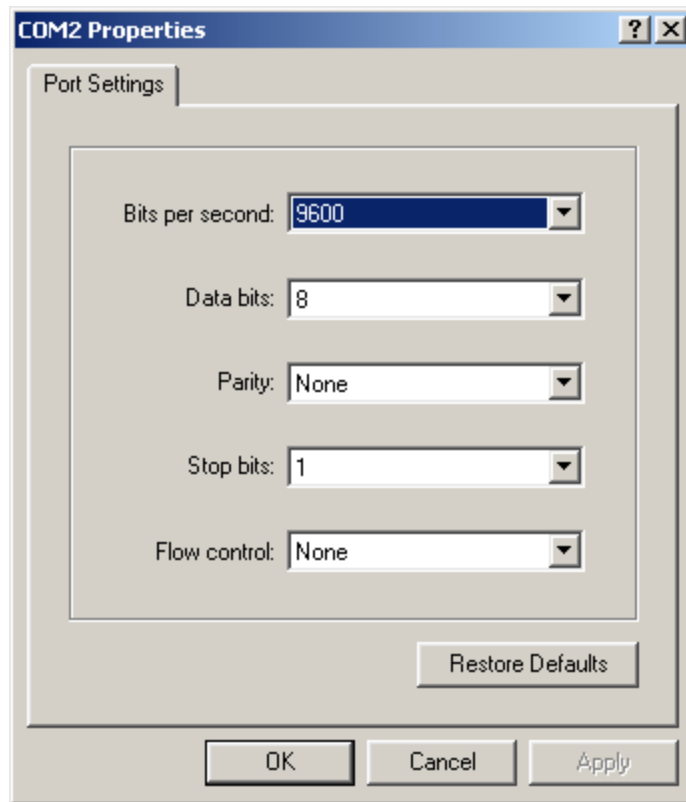 COM2 Properties
Port Settings
Bits per second: 9600
Data bits: 8
Parity: None
Stop bits: 1
Flow control: None
Restore Defaults
OK Cancel Apply